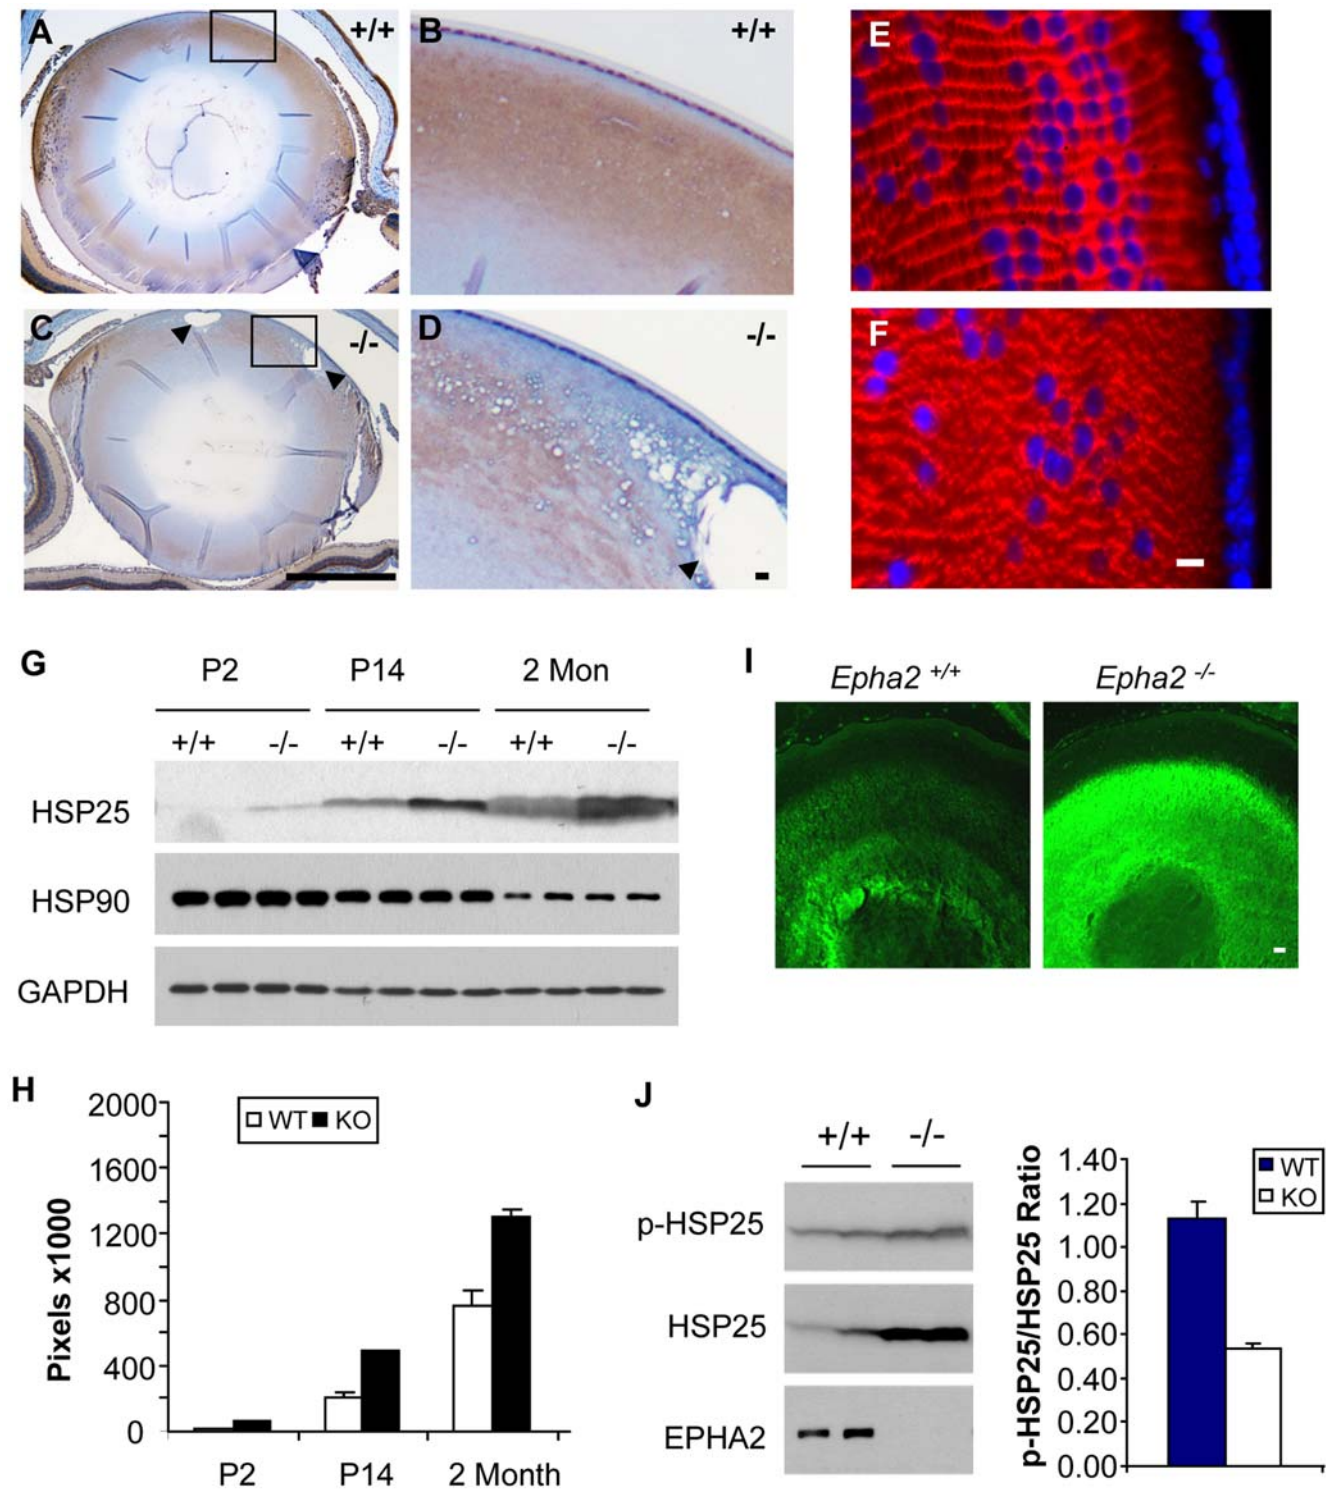 A +/+
B +/+
E
C -/-
D -/-
F
G
P2 P14 2 Mon
+/+ -/- +/+ -/- +/+ -/-
HSP25
HSP90
GAPDH
I
Epha2 +/+ Epha2 -/-
H
Pixels x1000
2000
1600
1200
800
400
0
WT KO
P2 P14 2 Month
J
+/+ -/-
p-HSP25
HSP25
EPHA2
p-HSP25/HSP25 Ratio
1.40
1.20
1.00
0.80
0.60
0.40
0.20
0.00
WT
KO